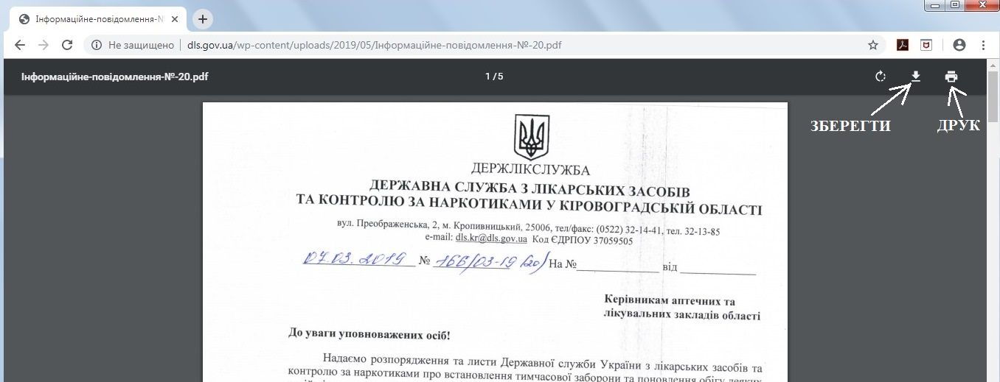 Інформаційне-повідомлення-№
Не защищено | dls.gov.ua/wp-content/uploads/2019/05/Інформаційне-повідомлення-№-20.pdf
Інформаційне-повідомлення-№-20.pdf 1 / 5
ЗБЕРЕГТИ ДРУК
ДЕРЖЛІКСЛУЖБА
ДЕРЖАВНА СЛУЖБА З ЛІКАРСЬКИХ ЗАСОБІВ
ТА КОНТРОЛЮ ЗА НАРКОТИКАМИ У КІРОВОГРАДСЬКІЙ ОБЛАСТІ
вул. Преображенська, 2, м. Кропивницький, 25006, тел/факс: (0522) 32-14-41, тел. 32-13-85
e-mail: dls.kr@dls.gov.ua Код ЄДРПОУ 37059505
07.03.2019 № 166/03-19 (20) На № від
Керівникам аптечних та
лікувальних закладів області
До уваги уповноважених осіб!
Надаємо розпорядження та листи Державної служби України з лікарських засобів та
контролю за наркотиками про встановлення тимчасової заборони та поновлення обігу деяких